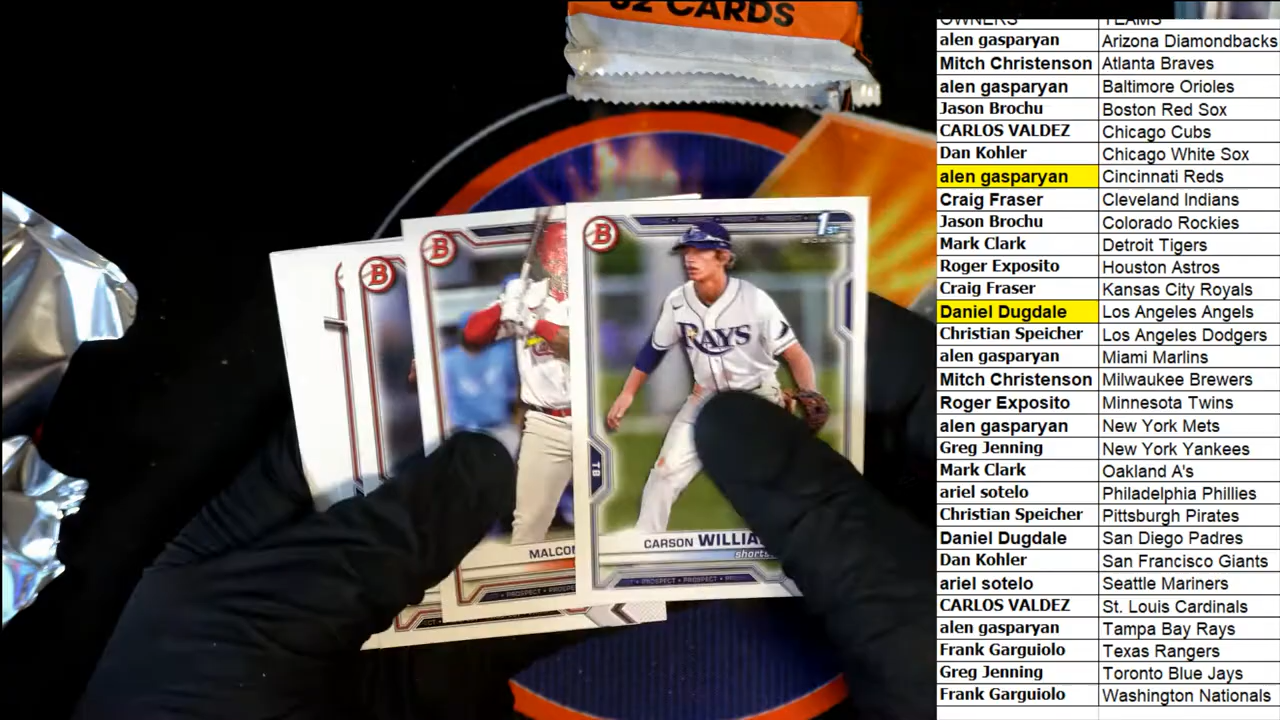 62 CARDS
OWNERS TEAMS
alen gasparyan Arizona Diamondbacks
Mitch Christenson Atlanta Braves
alen gasparyan Baltimore Orioles
Jason Brochu Boston Red Sox
CARLOS VALDEZ Chicago Cubs
Dan Kohler Chicago White Sox
alen gasparyan Cincinnati Reds
Craig Fraser Cleveland Indians
Jason Brochu Colorado Rockies
Mark Clark Detroit Tigers
Roger Exposito Houston Astros
Craig Fraser Kansas City Royals
Daniel Dugdale Los Angeles Angels
Christian Speicher Los Angeles Dodgers
alen gasparyan Miami Marlins
Mitch Christenson Milwaukee Brewers
Roger Exposito Minnesota Twins
alen gasparyan New York Mets
Greg Jenning New York Yankees
Mark Clark Oakland A's
ariel sotelo Philadelphia Phillies
Christian Speicher Pittsburgh Pirates
Daniel Dugdale San Diego Padres
Dan Kohler San Francisco Giants
ariel sotelo Seattle Mariners
CARLOS VALDEZ St. Louis Cardinals
alen gasparyan Tampa Bay Rays
Frank Garguiolo Texas Rangers
Greg Jenning Toronto Blue Jays
Frank Garguiolo Washington Nationals
B
B
B
1ST
BOWMAN
RAYS
TB
CARSON WILLIA
shorts
PROSPECT • PROSPECT
MALCO
PROSPECT